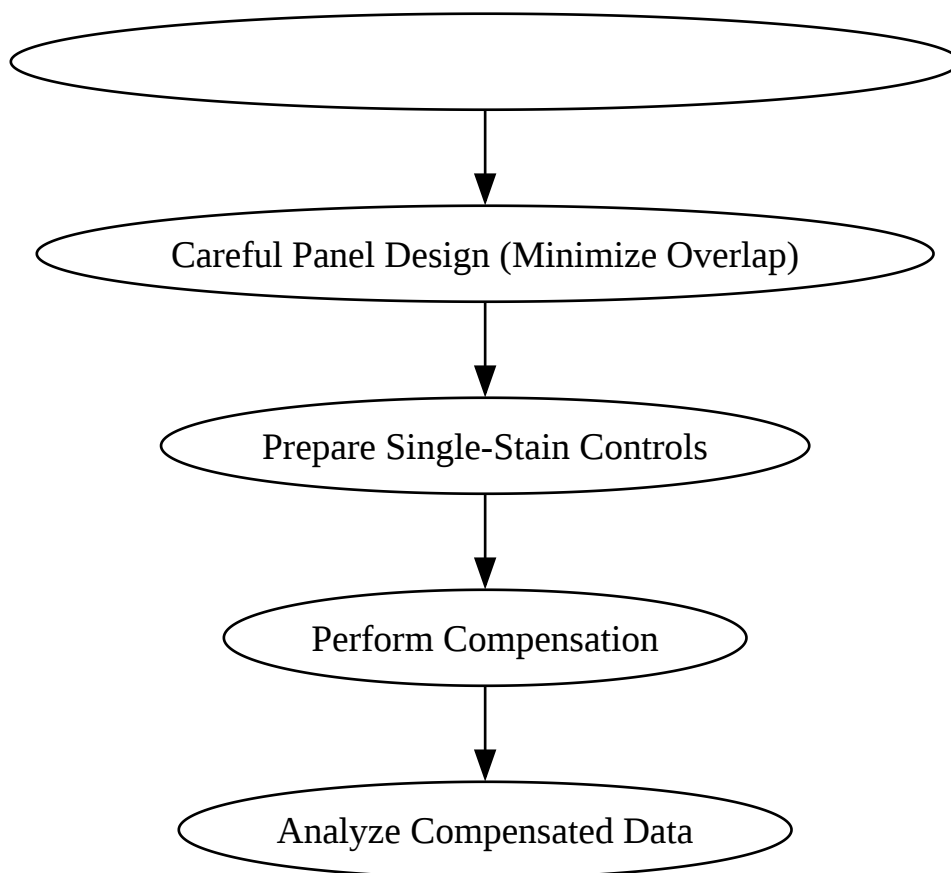 Careful Panel Design (Minimize Overlap)
Prepare Single-Stain Controls
Perform Compensation
Analyze Compensated Data